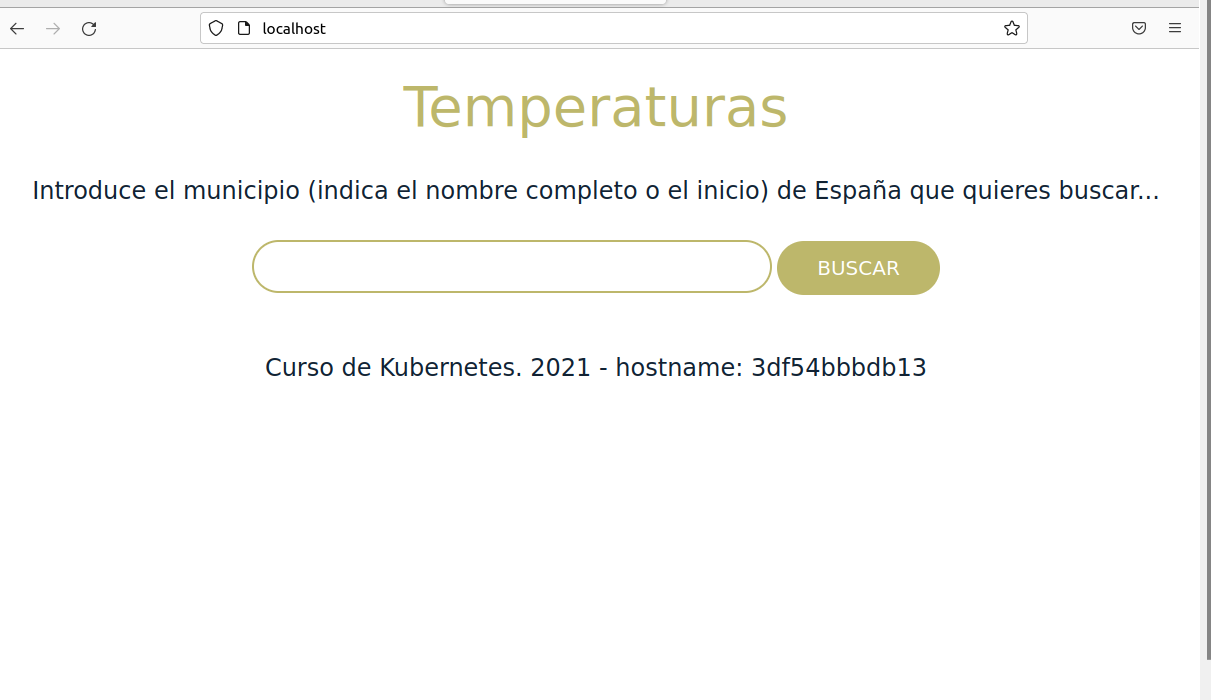 localhost
Temperaturas
Introduce el municipio (indica el nombre completo o el inicio) de España que quieres buscar...
BUSCAR
Curso de Kubernetes. 2021 - hostname: 3df54bbbdb13